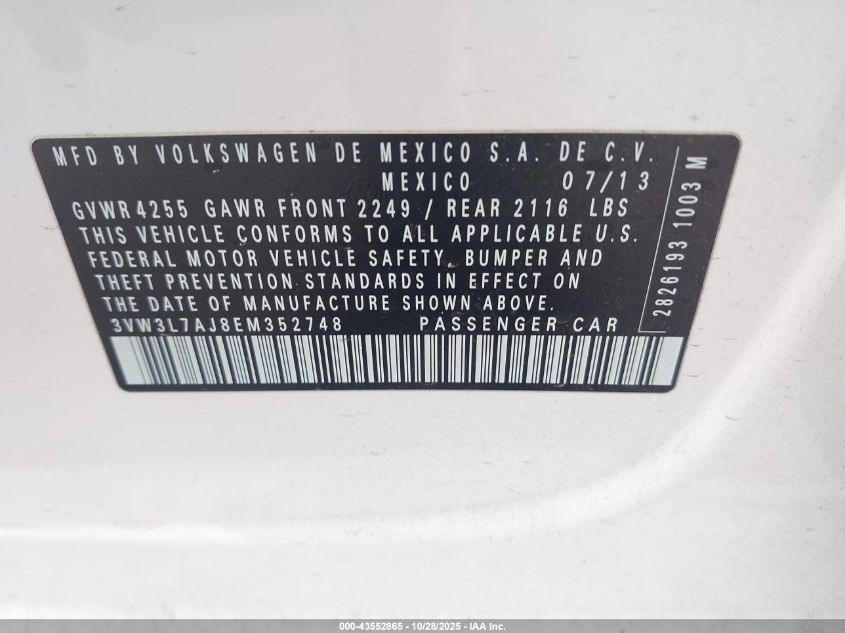 MFD BY VOLKSWAGEN DE MEXICO S.A. DE C.V.
MEXICO 07/13
GVWR 4255 GAWR FRONT 2249 / REAR 2116 LBS
THIS VEHICLE CONFORMS TO ALL APPLICABLE U.S.
FEDERAL MOTOR VEHICLE SAFETY, BUMPER AND
THEFT PREVENTION STANDARDS IN EFFECT ON
THE DATE OF MANUFACTURE SHOWN ABOVE.
3VW3L7AJ8EM352748 PASSENGER CAR
2826193 1003 M
000-43552865 - 10/28/2025 - IAA Inc.